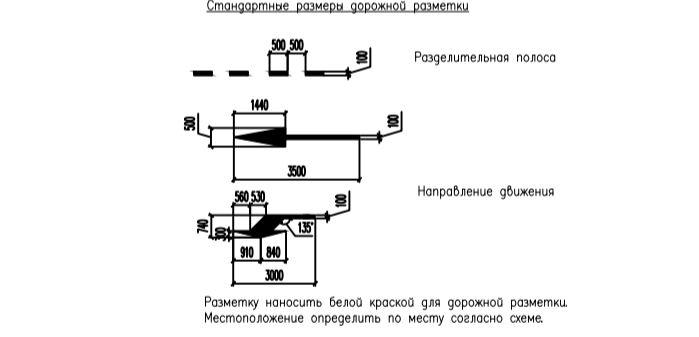 Стандартные размеры дорожной разметки
500 500
100
Разделительная полоса
1440
500
100
3500
Направление движения
560 530
100
740
135°
910 840
3000
Разметку наносить белой краской для дорожной разметки.
Местоположение определить по месту согласно схеме.